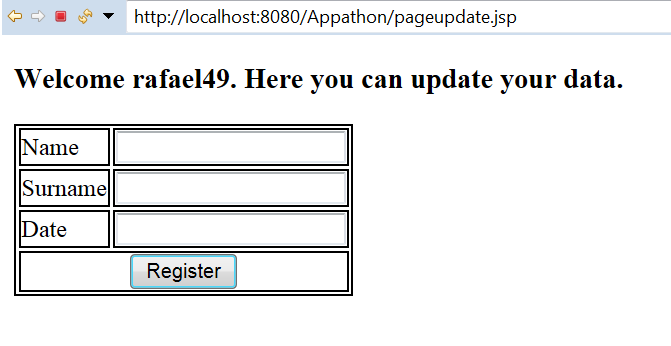 http://localhost:8080/Appathon/pageupdate.jsp
Welcome rafael49. Here you can update your data.
Name
Surname
Date
Register